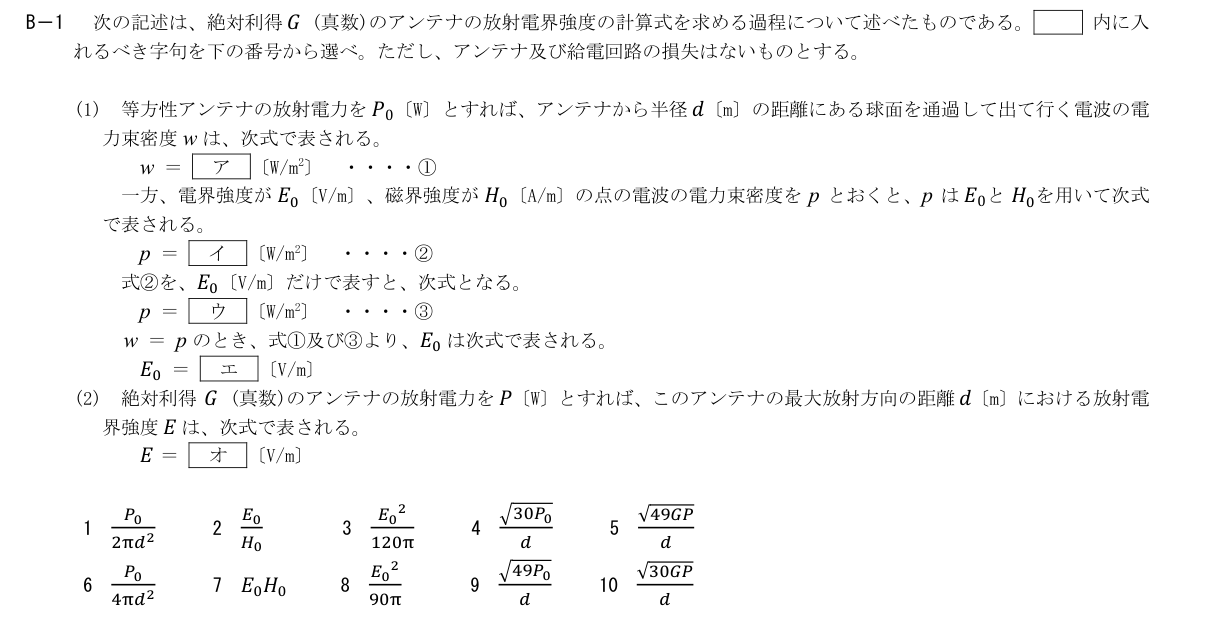 B－1 次の記述は、絶対利得 G （真数）のアンテナの放射電界強度の計算式を求める過程について述べたものである。□ 内に入
れるべき字句を下の番号から選べ。ただし、アンテナ及び給電回路の損失はないものとする。
(1) 等方性アンテナの放射電力を P₀〔W〕とすれば、アンテナから半径 d〔m〕の距離にある球面を通過して出て行く電波の電
力束密度 w は、次式で表される。
w = ［ア］〔W/m²〕 ・・・・①
一方、電界強度が E₀〔V/m〕、磁界強度が H₀〔A/m〕の点の電波の電力束密度を p とおくと、p は E₀と H₀を用いて次式
で表される。
p = ［イ］〔W/m²〕 ・・・・②
式②を、E₀〔V/m〕だけで表すと、次式となる。
p = ［ウ］〔W/m²〕 ・・・・③
w = p のとき、式①及び③より、E₀ は次式で表される。
E₀ = ［エ］〔V/m〕
(2) 絶対利得 G （真数）のアンテナの放射電力を P〔W〕とすれば、このアンテナの最大放射方向の距離 d〔m〕における放射電
界強度 E は、次式で表される。
E = ［オ］〔V/m〕
1 P₀/2πd² 2 E₀/H₀ 3 E₀²/120π 4 √30P₀/d 5 √49GP/d
6 P₀/4πd² 7 E₀H₀ 8 E₀²/90π 9 √49P₀/d 10 √30GP/d